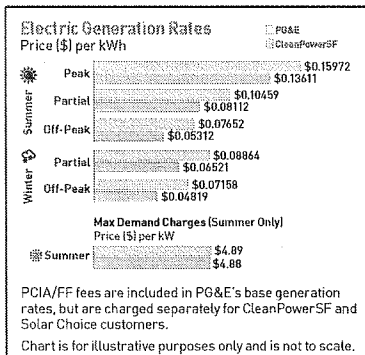 Electric Generation Rates
Price ($) per kWh
PG&E
CleanPowerSF
Summer
Peak
$0.15972
$0.13611
Partial
$0.10459
$0.08112
Off-Peak
$0.07652
$0.05312
Winter
Partial
$0.08864
$0.06521
Off-Peak
$0.07158
$0.04819
Max Demand Charges (Summer Only)
Price ($) per kW
Summer
$4.89
$4.88
PCIA/FF fees are included in PG&E's base generation
rates, but are charged separately for CleanPowerSF and
Solar Choice customers.
Chart is for illustrative purposes only and is not to scale.